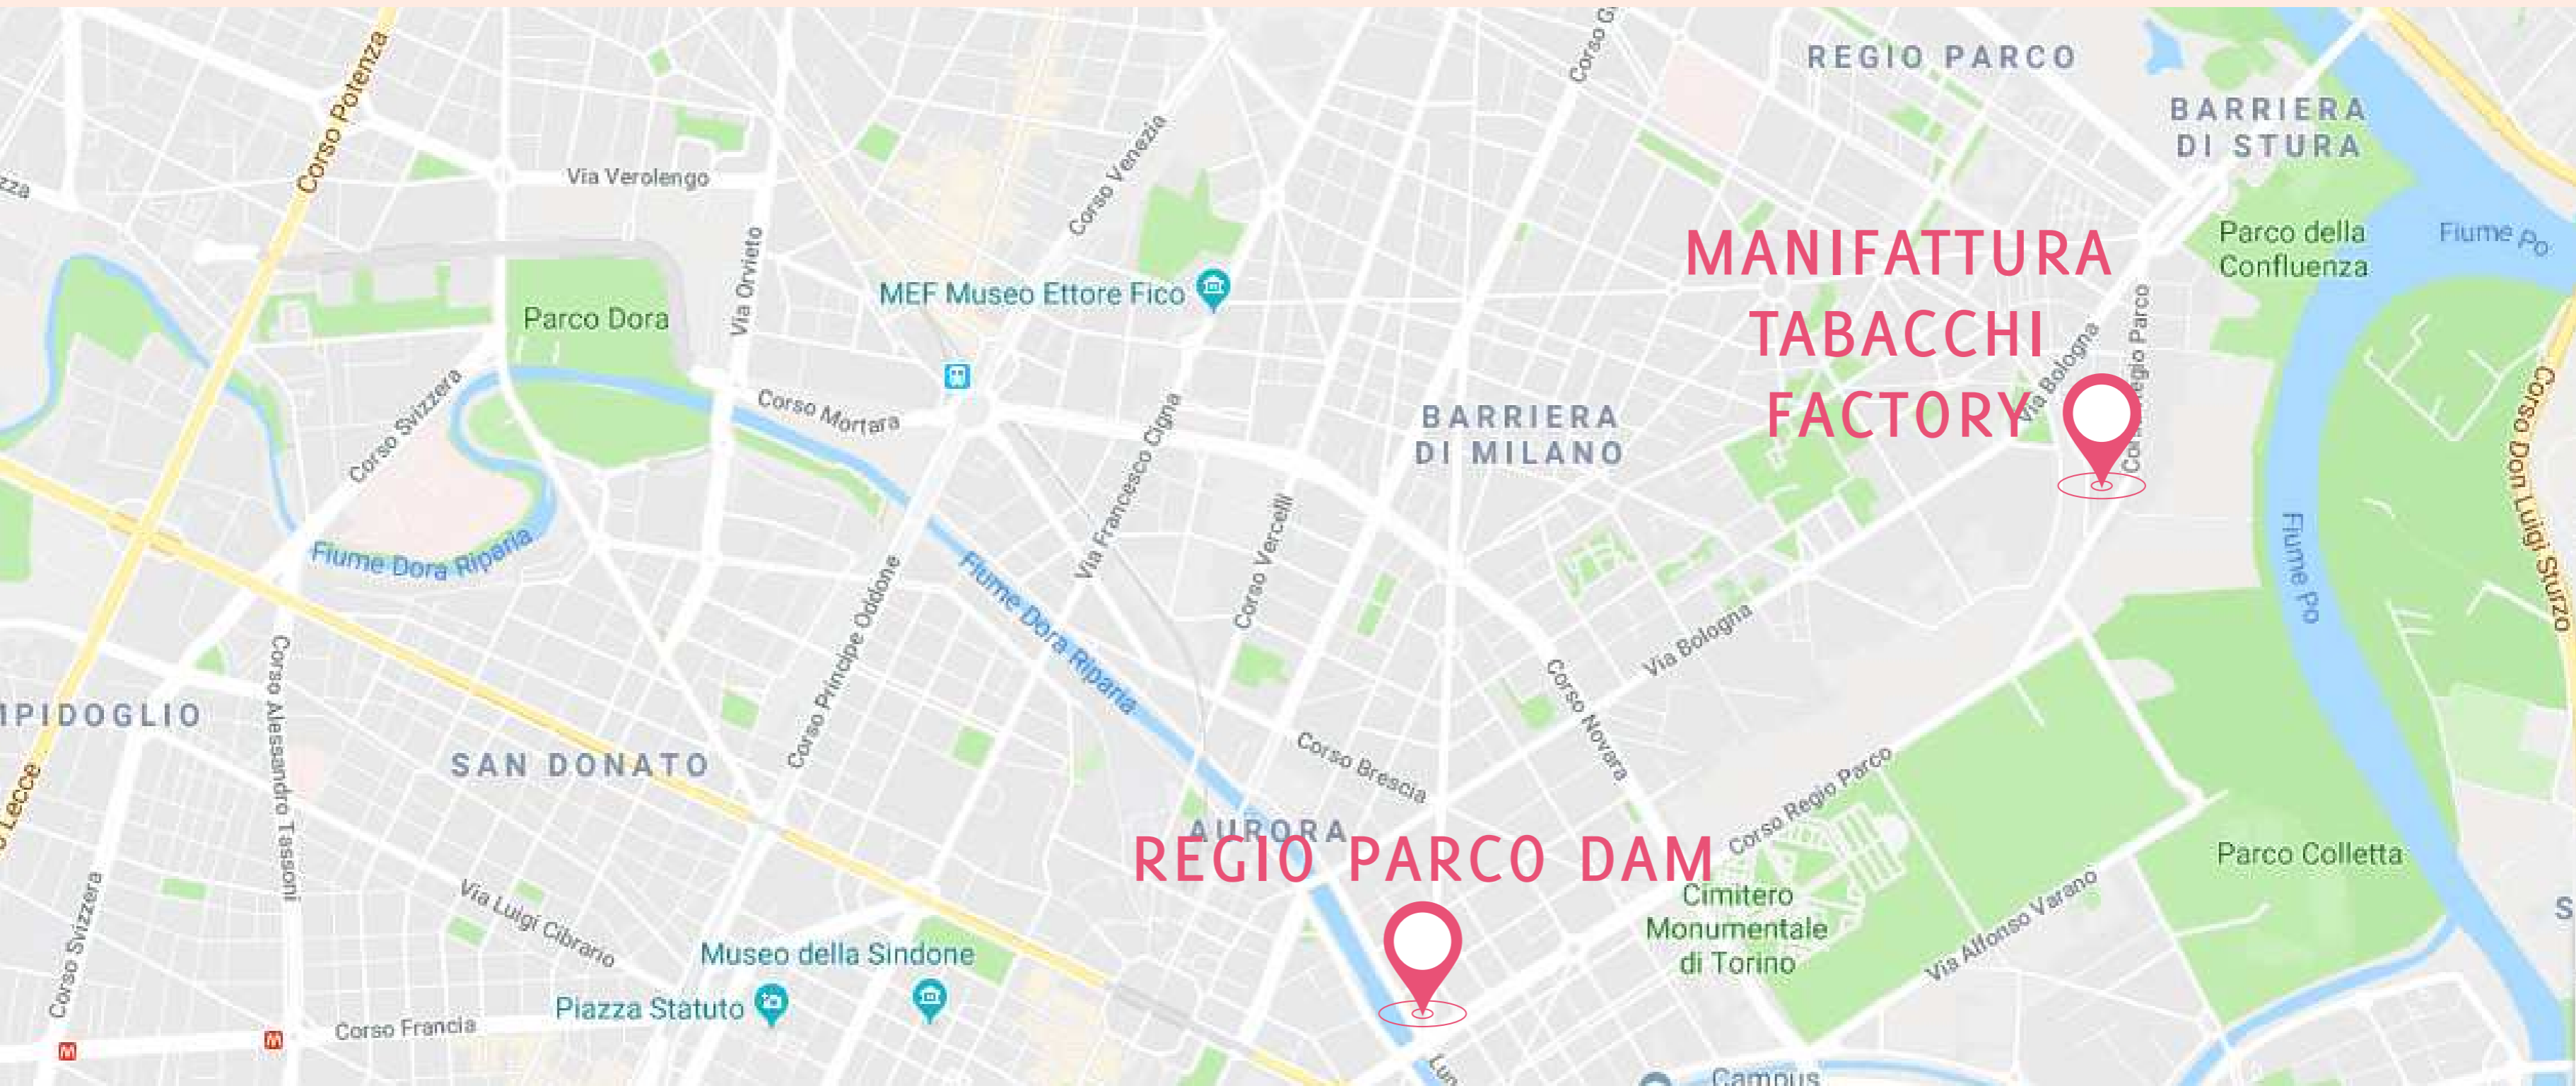 Corso Potenza
REGIO PARCO
BARRIERA
DI STURA
Via Verolengo
Corso Venezia
Via Orvieto
MEF Museo Ettore Fico
MANIFATTURA
TABACCHI
FACTORY
Parco della
Confluenza
Fiume Po
Parco Dora
Via Bologna
Regio Parco
Corso Svizzera
Corso Mortara
Via Francesco Cigna
BARRIERA
DI MILANO
Corso Don Luigi Sturzo
Fiume Dora Riparia
Corso Vercelli
Fiume Po
Corso Principe Oddone
Fiume Dora Riparia
Via Bologna
Corso Alessandro Tassoni
Corso Novara
MPIDOGLIO
SAN DONATO
Corso Brescia
Lecce
Corso Regio Parco
AURORA
REGIO PARCO DAM
Parco Colletta
Cimitero
Monumentale
di Torino
Via Alfonso Varano
Corso Svizzera
Via Luigi Cibrario
Museo della Sindone
Piazza Statuto
Corso Francia
M
M
Campus